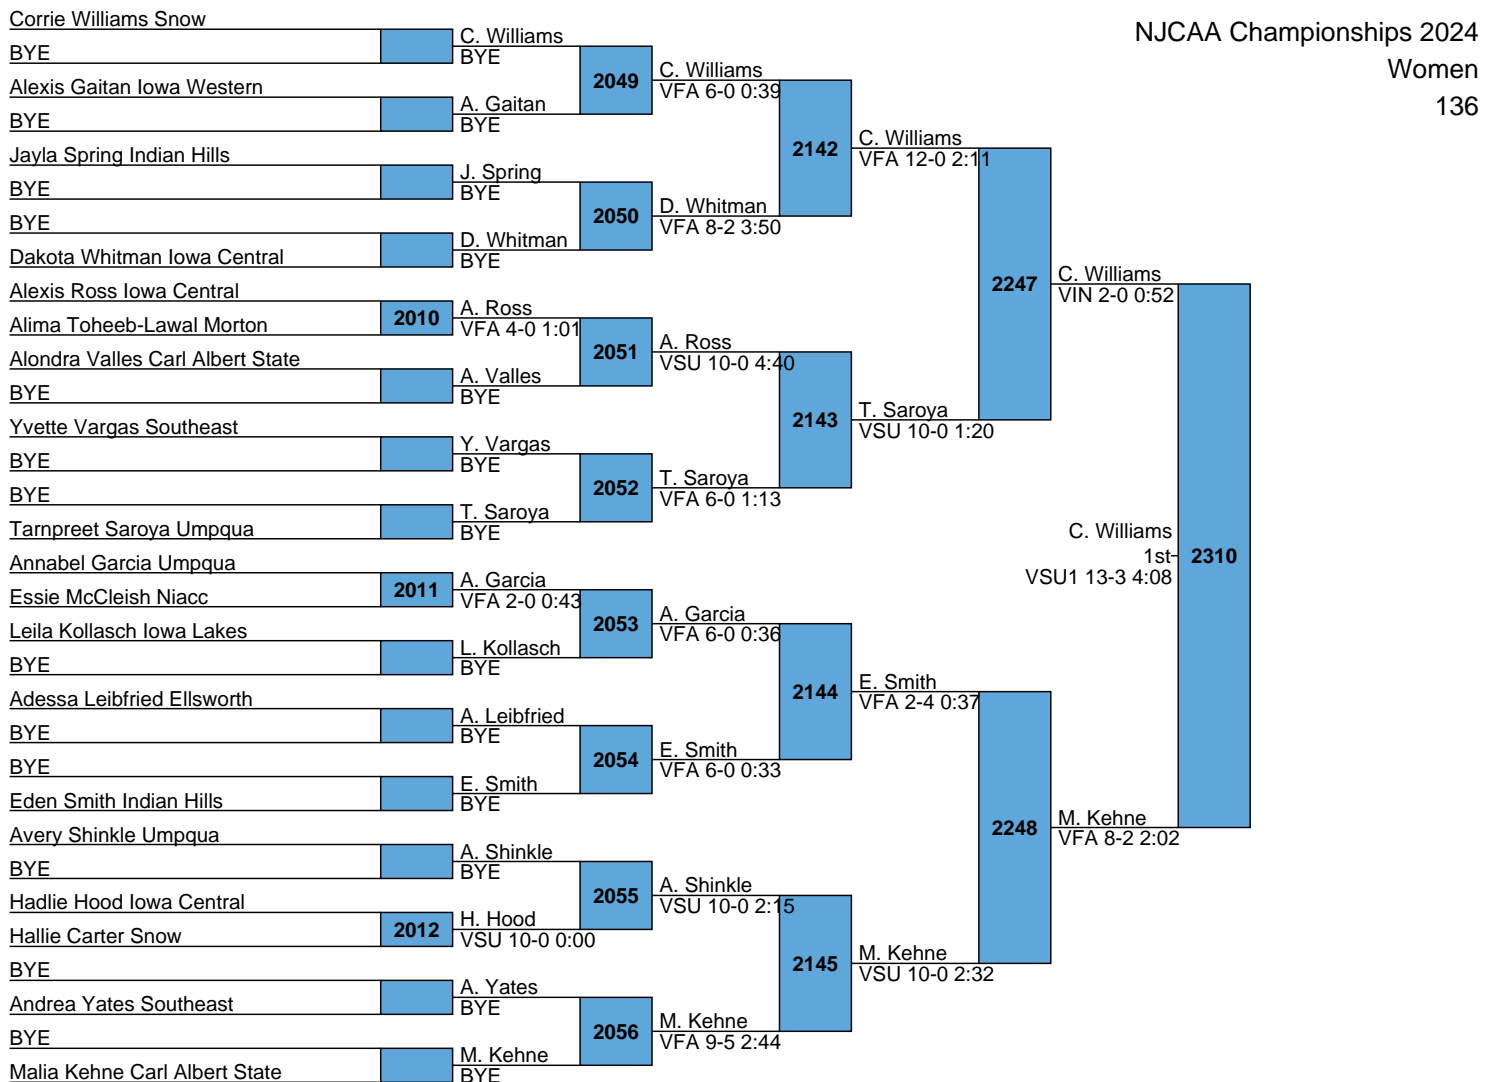 NJCAA Championships 2024
Women
136
Corrie Williams Snow
BYE
Alexis Gaitan Iowa Western
BYE
Jayla Spring Indian Hills
BYE
BYE
Dakota Whitman Iowa Central
Alexis Ross Iowa Central
Alima Toheeb-Lawal Morton
Alondra Valles Carl Albert State
BYE
Yvette Vargas Southeast
BYE
BYE
Tarnpreet Saroya Umpqua
Annabel Garcia Umpqua
Essie McCleish Niacc
Leila Kollasch Iowa Lakes
BYE
Adessa Leibfried Ellsworth
BYE
BYE
Eden Smith Indian Hills
Avery Shinkle Umpqua
BYE
Hadlie Hood Iowa Central
Hallie Carter Snow
BYE
Andrea Yates Southeast
BYE
Malia Kehne Carl Albert State
2010
2011
2012
C. Williams
BYE
A. Gaitan
BYE
J. Spring
BYE
D. Whitman
BYE
A. Ross
VFA 4-0 1:01
A. Valles
BYE
Y. Vargas
BYE
T. Saroya
BYE
A. Garcia
VFA 2-0 0:43
L. Kollasch
BYE
A. Leibfried
BYE
E. Smith
BYE
A. Shinkle
BYE
H. Hood
VSU 10-0 0:00
A. Yates
BYE
M. Kehne
BYE
2049
2050
2051
2052
2053
2054
2055
2056
C. Williams
VFA 6-0 0:39
D. Whitman
VFA 8-2 3:50
A. Ross
VSU 10-0 4:40
T. Saroya
VFA 6-0 1:13
A. Garcia
VFA 6-0 0:36
E. Smith
VFA 6-0 0:33
A. Shinkle
VSU 10-0 2:15
M. Kehne
VFA 9-5 2:44
2142
2143
2144
2145
C. Williams
VFA 12-0 2:11
T. Saroya
VSU 10-0 1:20
E. Smith
VFA 2-4 0:37
M. Kehne
VSU 10-0 2:32
2247
2248
C. Williams
VIN 2-0 0:52
M. Kehne
VFA 8-2 2:02
C. Williams
1st
VSU1 13-3 4:08
2310